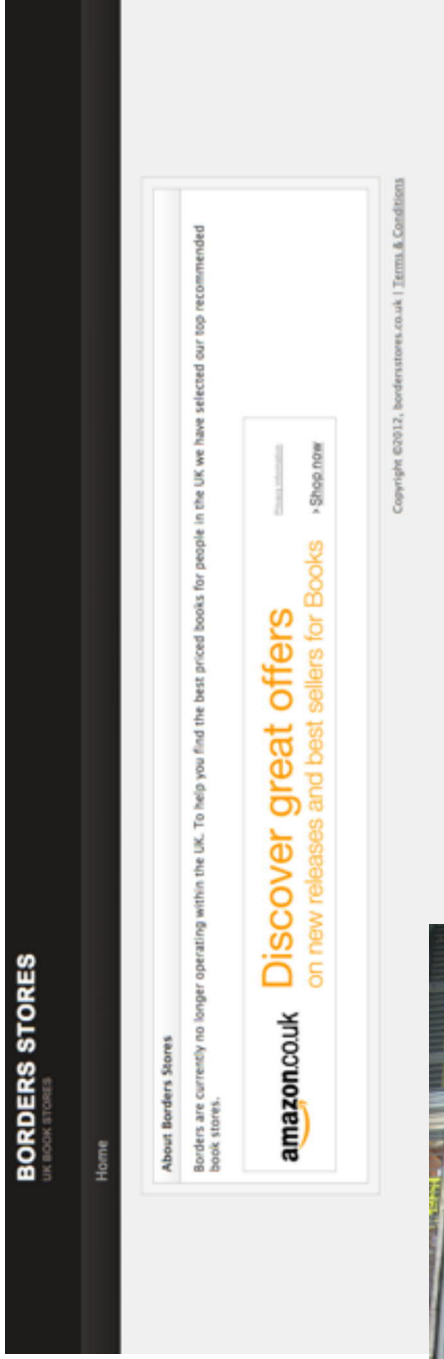 BORDERS STORES
UK BOOK STORES
Home
About Borders Stores
Borders are currently no longer operating within the UK. To help you find the best priced books for people in the UK we have selected our top recommended
book stores.
amazon.co.uk
Discover great offers
on new releases and best sellers for Books
Privacy Information
› Shop now
Copyright ©2012, bordersstores.co.uk | Terms & Conditions